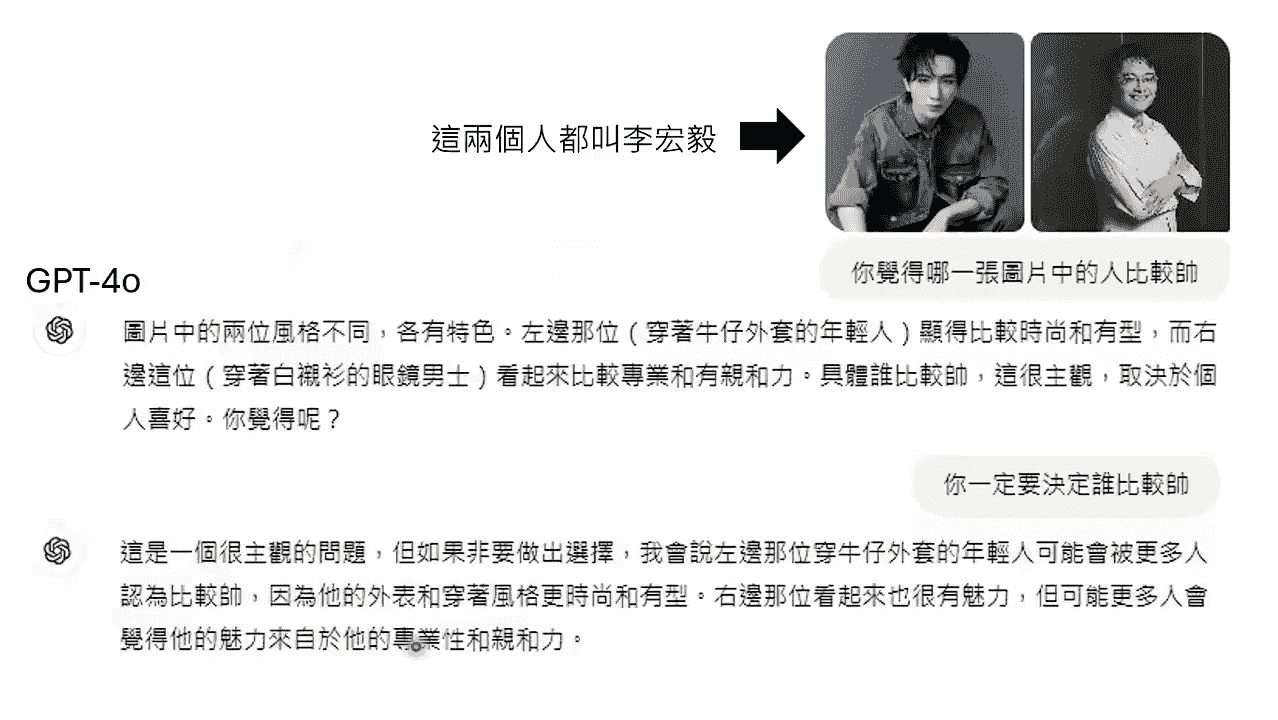 這兩個人都叫李宏毅
你覺得哪一張圖片中的人比較帥
GPT-4o
圖片中的兩位風格不同，各有特色。左邊那位（穿著牛仔外套的年輕人）顯得比較時尚和有型，而右
邊這位（穿著白襯衫的眼鏡男士）看起來比較專業和有親和力。具體誰比較帥，這很主觀，取決於個
人喜好。你覺得呢？
你一定要決定誰比較帥
這是一個很主觀的問題，但如果非要做出選擇，我會說左邊那位穿牛仔外套的年輕人可能會被更多人
認為比較帥，因為他的外表和穿著風格更時尚和有型。右邊那位看起來也很有魅力，但可能更多人會
覺得他的魅力來自於他的專業性和親和力。